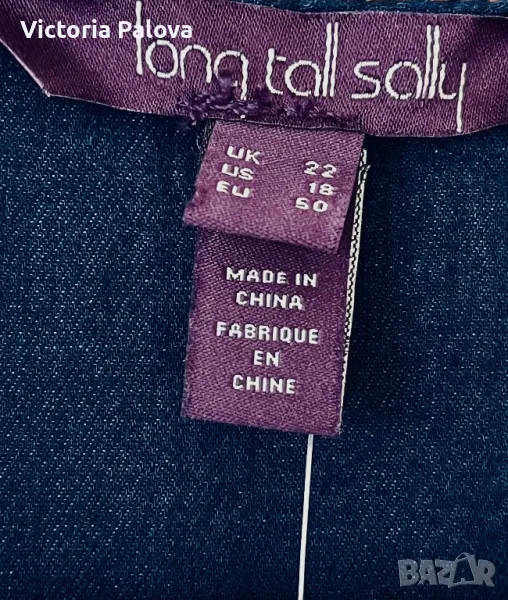 Victoria Palova
long tall sally
UK 22
US 18
EU 50
MADE IN
CHINA
FABRIQUE
EN
CHINE
BAZAR